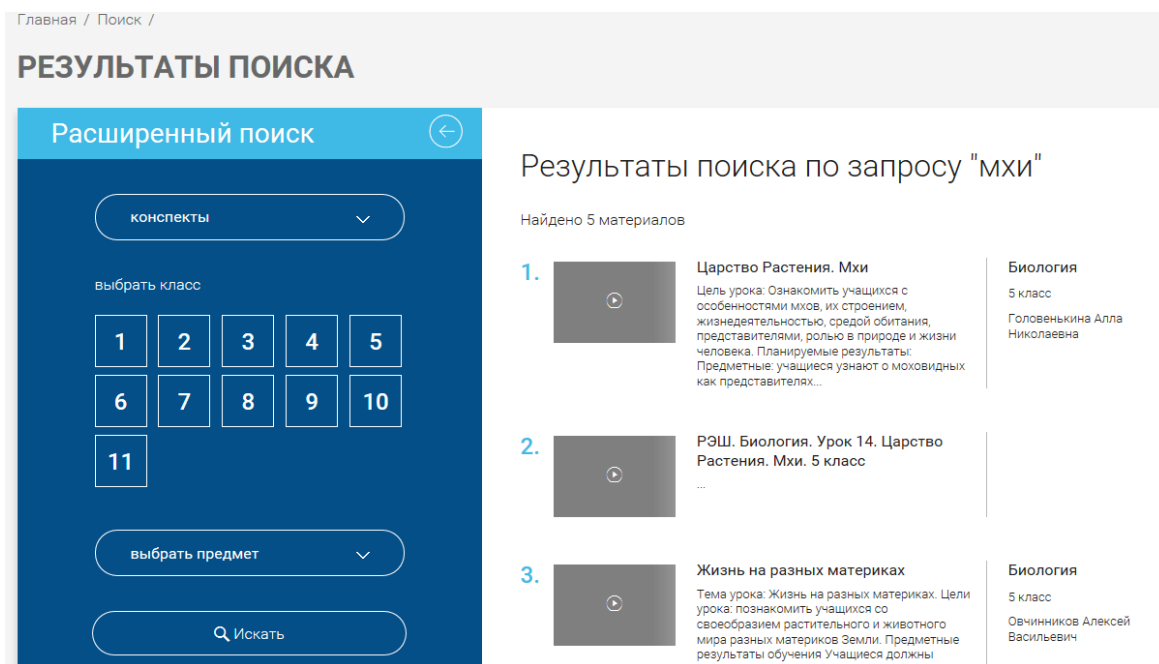 Главная / Поиск /
РЕЗУЛЬТАТЫ ПОИСКА
Расширенный поиск
конспекты
выбрать класс
1 2 3 4 5
6 7 8 9 10
11
выбрать предмет
Искать
Результаты поиска по запросу "мхи"
Найдено 5 материалов
1.
Царство Растения. Мхи
Цель урока: Ознакомить учащихся с
особенностями мхов, их строением,
жизнедеятельностью, средой обитания,
представителями, ролью в природе и жизни
человека. Планируемые результаты:
Предметные: учащиеся узнают о моховидных
как представителях...
Биология
5 класс
Головенькина Алла
Николаевна
2.
РЭШ. Биология. Урок 14. Царство
Растения. Мхи. 5 класс
...
3.
Жизнь на разных материках
Тема урока: Жизнь на разных материках. Цели
урока: познакомить учащихся со
своеобразием растительного и животного
мира разных материков Земли. Предметные
результаты обучения Учащиеся должны
Биология
5 класс
Овчинников Алексей
Васильевич